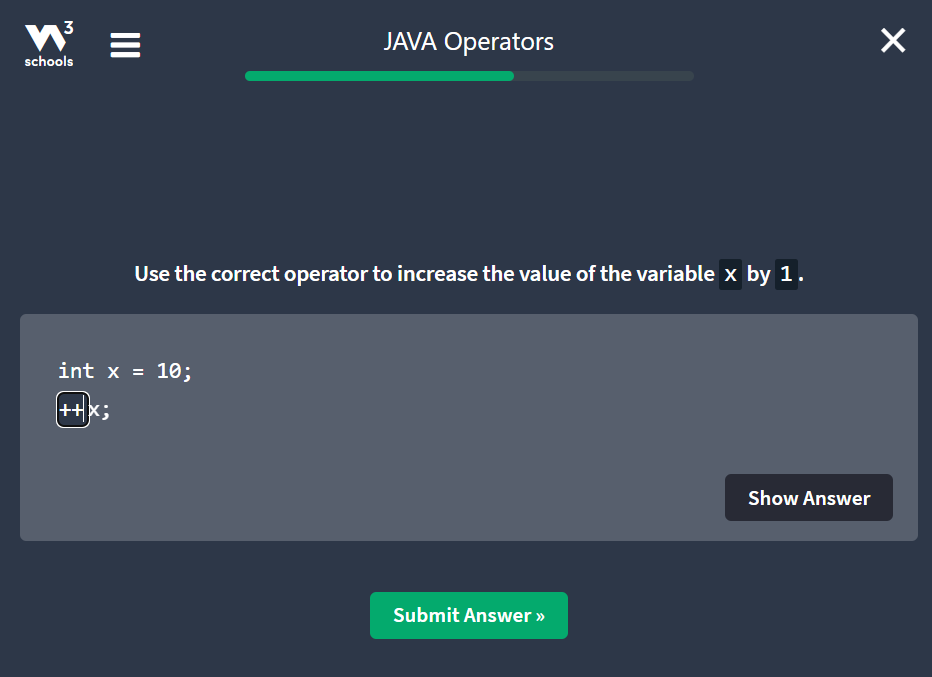 W3
schools
JAVA Operators
Use the correct operator to increase the value of the variable x by 1.
int x = 10;
++x;
Show Answer
Submit Answer »